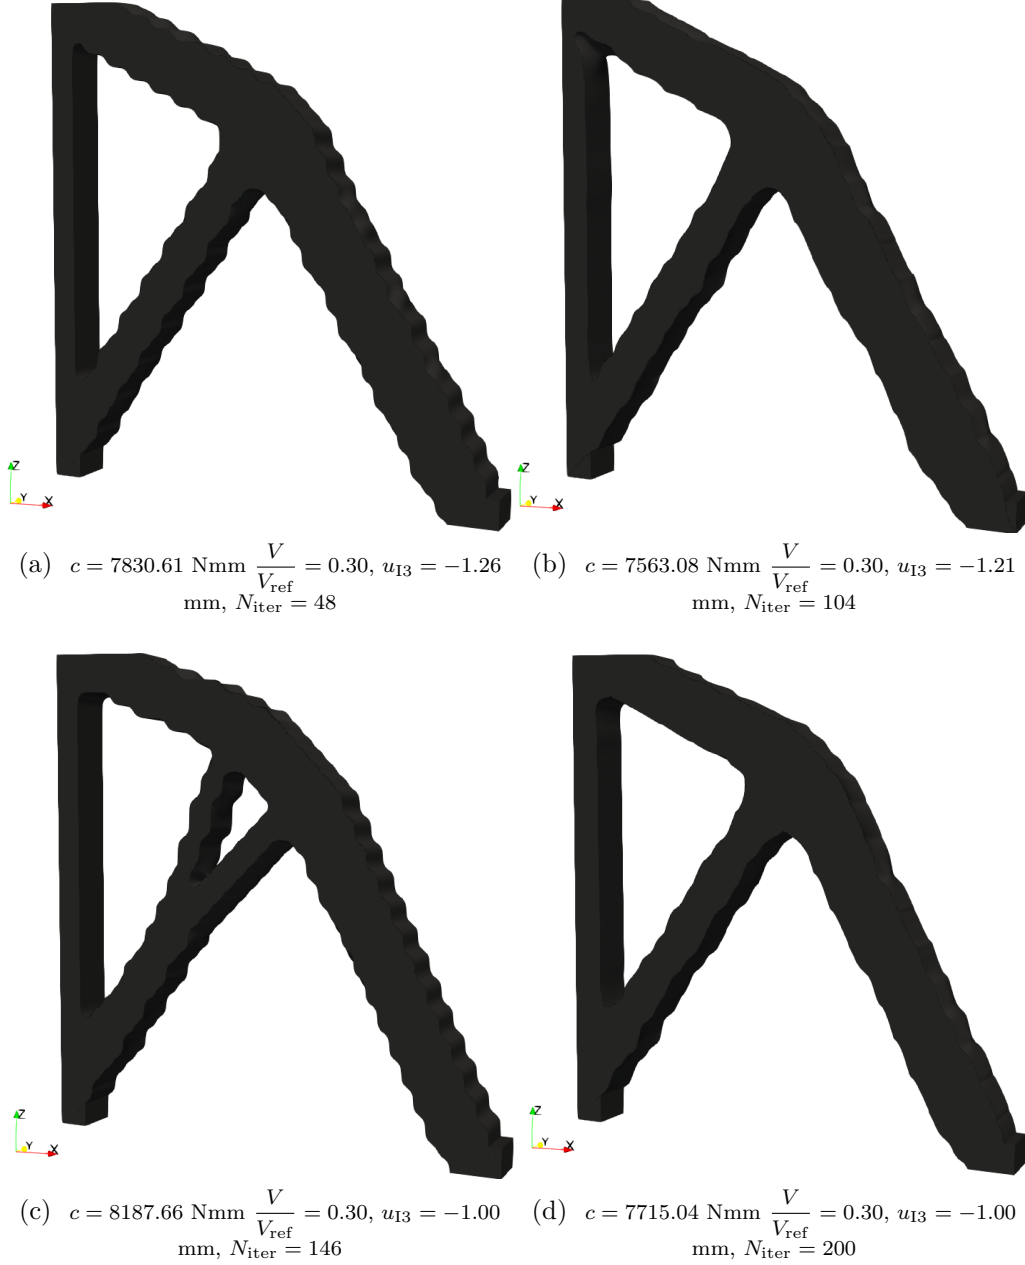 Z
Y
X
Z
Y
X
(a) c = 7830.61 Nmm V/V_ref = 0.30, u_I3 = −1.26
mm, N_iter = 48
(b) c = 7563.08 Nmm V/V_ref = 0.30, u_I3 = −1.21
mm, N_iter = 104
Z
Y
X
Z
Y
X
(c) c = 8187.66 Nmm V/V_ref = 0.30, u_I3 = −1.00
mm, N_iter = 146
(d) c = 7715.04 Nmm V/V_ref = 0.30, u_I3 = −1.00
mm, N_iter = 200